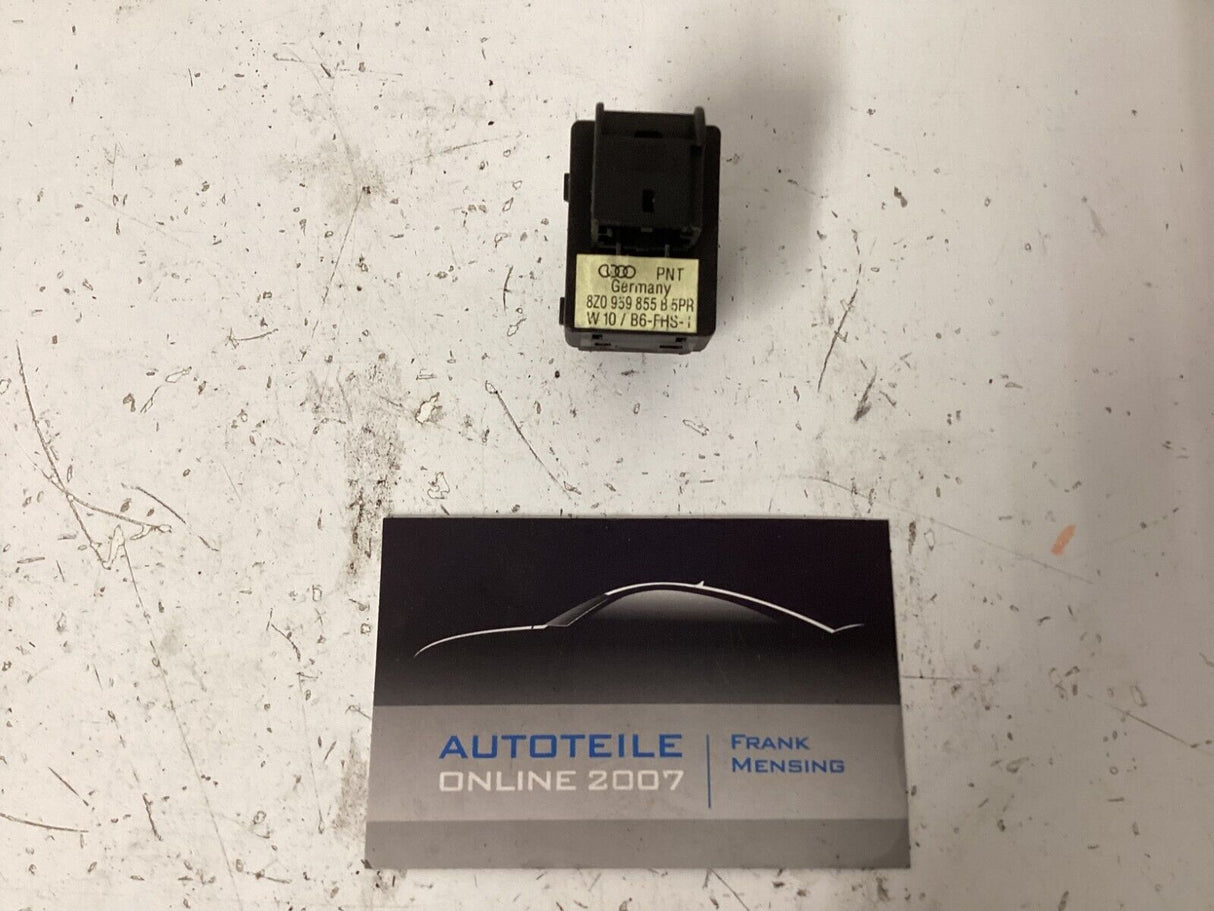 PNT
Germany
8Z0 959 855 B 5PR
W 10 / B6-FHS-1
AUTOTEILE
ONLINE 2007
FRANK
MENSING